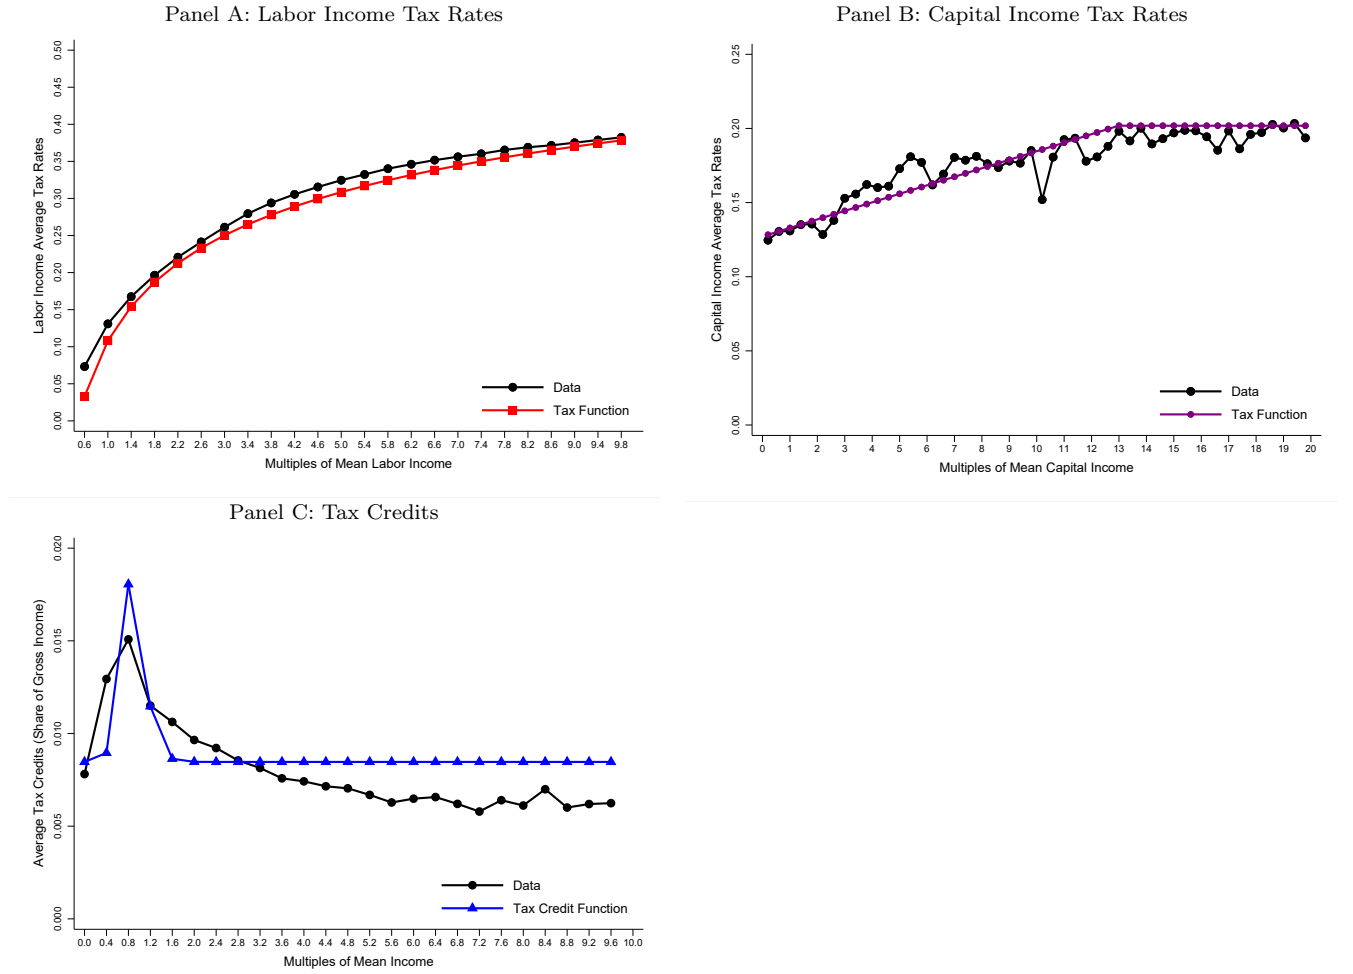 Panel A: Labor Income Tax Rates
Labor Income Average Tax Rates
0.50
0.45
0.40
0.35
0.30
0.25
0.20
0.15
0.10
0.05
0.00
Data
Tax Function
0.6 1.0 1.4 1.8 2.2 2.6 3.0 3.4 3.8 4.2 4.6 5.0 5.4 5.8 6.2 6.6 7.0 7.4 7.8 8.2 8.6 9.0 9.4 9.8
Multiples of Mean Labor Income
Panel B: Capital Income Tax Rates
Capital Income Average Tax Rates
0.25
0.20
0.15
0.10
0.05
0.00
Data
Tax Function
0 1 2 3 4 5 6 7 8 9 10 11 12 13 14 15 16 17 18 19 20
Multiples of Mean Capital Income
Panel C: Tax Credits
Average Tax Credits (Share of Gross Income)
0.020
0.015
0.010
0.005
0.000
Data
Tax Credit Function
0.0 0.4 0.8 1.2 1.6 2.0 2.4 2.8 3.2 3.6 4.0 4.4 4.8 5.2 5.6 6.0 6.4 6.8 7.2 7.6 8.0 8.4 8.8 9.2 9.6 10.0
Multiples of Mean Income